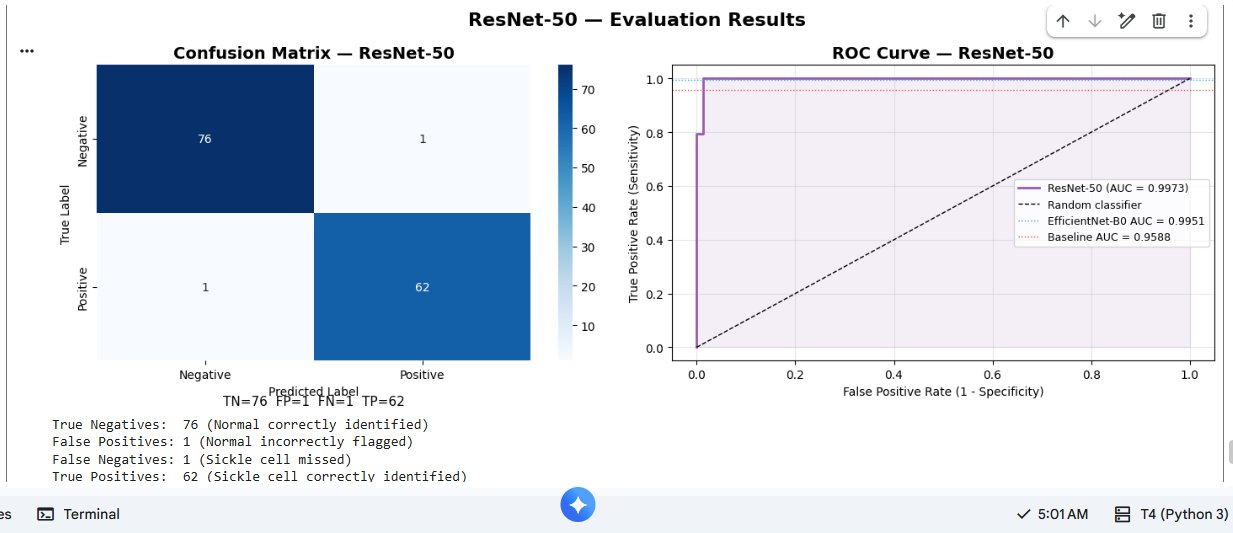 ResNet-50 — Evaluation Results
Confusion Matrix — ResNet-50
76
1
1
62
Negative
Positive
True Label
Negative
Positive
Predicted Label
TN=76 FP=1 FN=1 TP=62
70
60
50
40
30
20
10
ROC Curve — ResNet-50
1.0
0.8
0.6
0.4
0.2
0.0
True Positive Rate (Sensitivity)
ResNet-50 (AUC = 0.9973)
Random classifier
EfficientNet-B0 AUC = 0.9951
Baseline AUC = 0.9588
0.0
0.2
0.4
0.6
0.8
1.0
False Positive Rate (1 - Specificity)
True Negatives: 76 (Normal correctly identified)
False Positives: 1 (Normal incorrectly flagged)
False Negatives: 1 (Sickle cell missed)
True Positives: 62 (Sickle cell correctly identified)
es
Terminal
5:01 AM
T4 (Python 3)